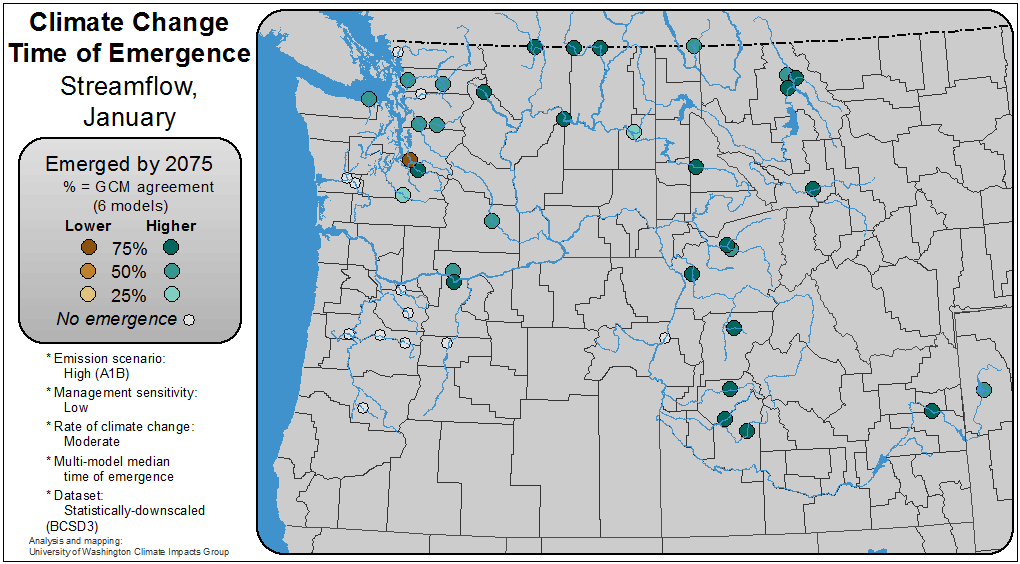 Climate Change
Time of Emergence
Streamflow,
January
Emerged by 2075
% = GCM agreement
(6 models)
Lower Higher
75%
50%
25%
No emergence
* Emission scenario:
High (A1B)
* Management sensitivity:
Low
* Rate of climate change:
Moderate
* Multi-model median
time of emergence
* Dataset:
Statistically-downscaled
(BCSD3)
Analysis and mapping:
University of Washington Climate Impacts Group